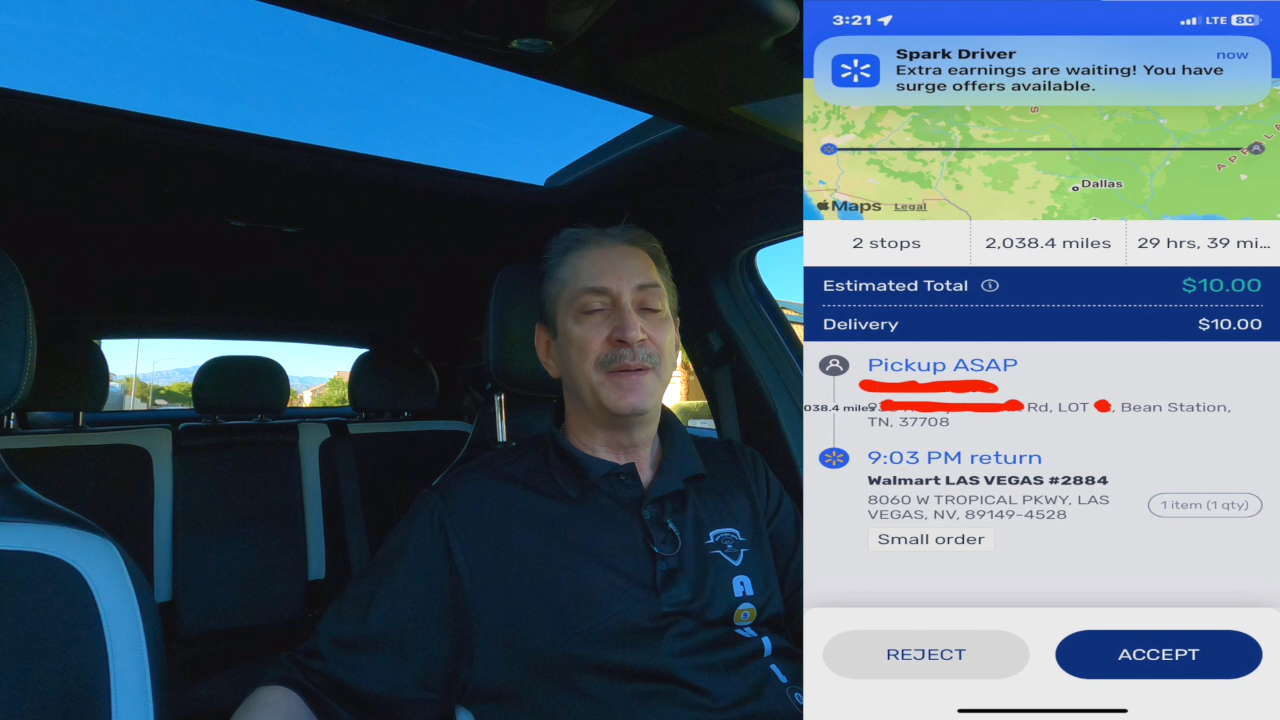 3:21
LTE 80
Spark Driver
now
Extra earnings are waiting! You have
surge offers available.
S
APPALA
Dallas
Maps Legal
2 stops
2,038.4 miles
29 hrs, 39 mi...
Estimated Total
$10.00
Delivery
$10.00
Pickup ASAP
038.4 miles
Rd, LOT , Bean Station,
TN, 37708
9:03 PM return
Walmart LAS VEGAS #2884
8060 W TROPICAL PKWY, LAS
VEGAS, NV, 89149-4528
1 item (1 qty)
Small order
REJECT
ACCEPT